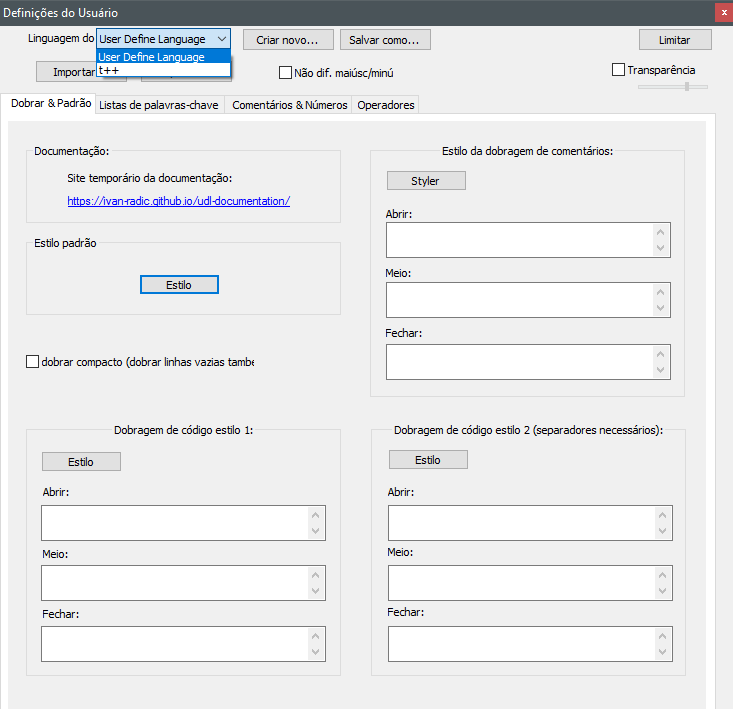 Definições do Usuário
x
Linguagem do
User Define Language
Criar novo...
Salvar como...
Limitar
User Define Language
t++
Importar
Não dif. maiúsc/minú
Transparência
Dobrar & Padrão
Listas de palavras-chave
Comentários & Números
Operadores
Documentação:
Site temporário da documentação:
https://ivan-radic.github.io/udl-documentation/
Estilo padrão
Estilo
dobrar compacto (dobrar linhas vazias també
Estilo da dobragem de comentários:
Styler
Abrir:
Meio:
Fechar:
Dobragem de código estilo 1:
Estilo
Abrir:
Meio:
Fechar:
Dobragem de código estilo 2 (separadores necessários):
Estilo
Abrir:
Meio:
Fechar: